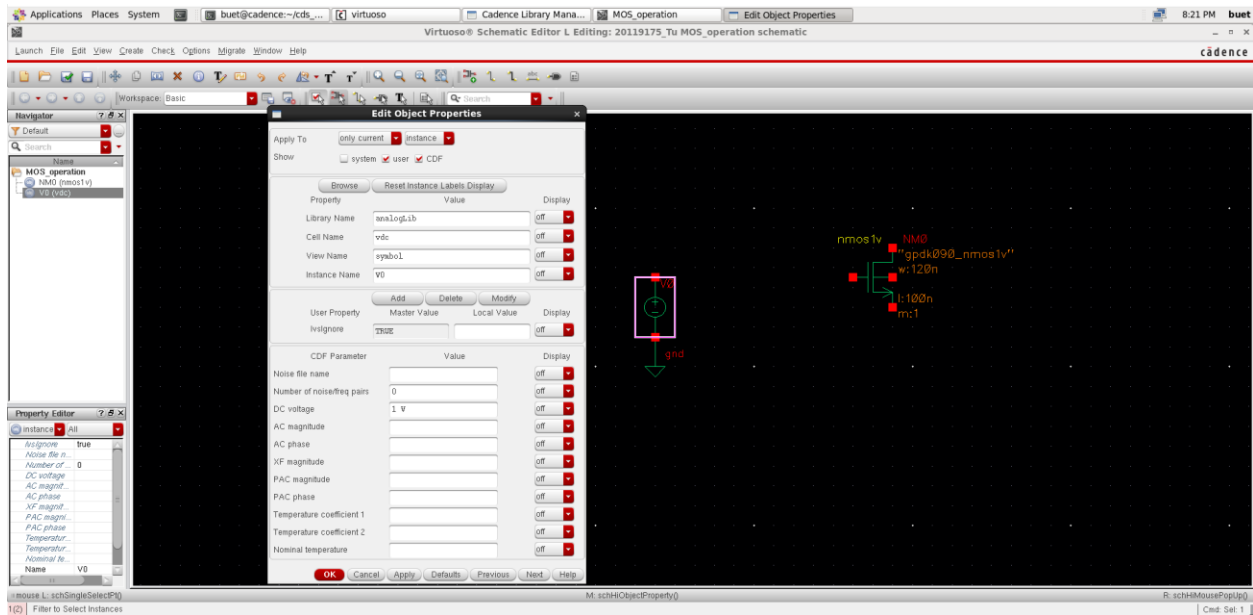 Applications Places System buet@cadence:~/cds_... virtuoso Cadence Library Mana... MOS_operation Edit Object Properties 8:21 PM buet
Virtuoso® Schematic Editor L Editing: 20119175_Tu MOS_operation schematic
Launch File Edit View Create Check Options Migrate Window Help cādence
Workspace: Basic Search
Navigator
Default
Search
Name
MOS_operation
NM0 (nmos1v)
V0 (vdc)
Edit Object Properties
Apply To only current instance
Show system user CDF
Browse Reset Instance Labels Display
Property Value Display
Library Name analogLib off
Cell Name vdc off
View Name symbol off
Instance Name V0 off
Add Delete Modify
User Property Master Value Local Value Display
lvsIgnore TRUE off
CDF Parameter Value Display
Noise file name off
Number of noise/freq pairs 0 off
DC voltage 1 V off
AC magnitude off
AC phase off
XF magnitude off
PAC magnitude off
PAC phase off
Temperature coefficient 1 off
Temperature coefficient 2 off
Nominal temperature off
OK Cancel Apply Defaults Previous Next Help
nmos1v NM0
"gpdk090_nmos1v"
w:120n
l:100n
m:1
V0
gnd
Property Editor
instance All
lvsIgnore true
Noise file n...
Number of ... 0
DC voltage
AC magnit...
AC phase
XF magnit...
PAC magni...
PAC phase
Temperatur...
Temperatur...
Nominal te...
Name V0
mouse L: schSingleSelectPt() M: schHiObjectProperty() R: schHiMousePopUp()
1(2) Filter to Select Instances Cmd: Sel: 1